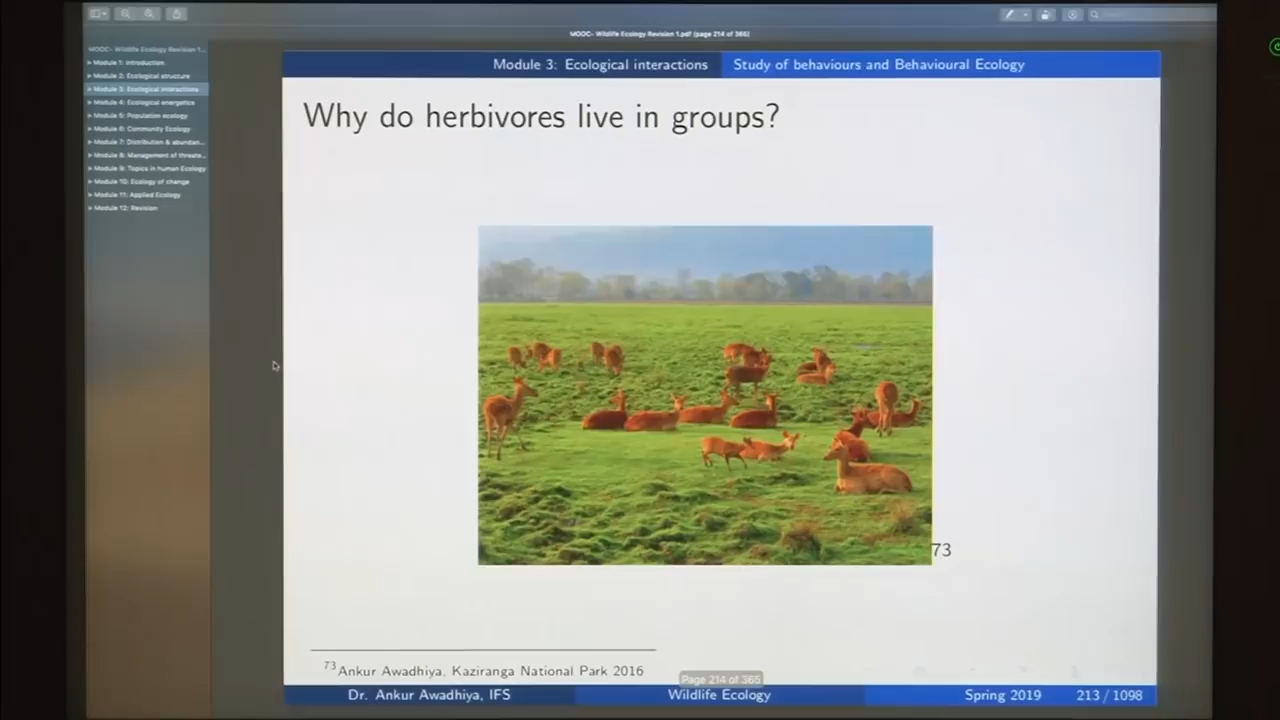 MOOC- Wildlife Ecology Revision 1.pdf (page 214 of 365)
MOOC- Wildlife Ecology Revision 1...
Module 1: Introduction
Module 2: Ecological structure
Module 3: Ecological interactions
Module 4: Ecological energetics
Module 5: Population ecology
Module 6: Community Ecology
Module 7: Distribution & abundan...
Module 8: Management of threate...
Module 9: Topics in human Ecology
Module 10: Ecology of change
Module 11: Applied Ecology
Module 12: Revision
Module 3: Ecological interactions Study of behaviours and Behavioural Ecology
Why do herbivores live in groups?
73
73 Ankur Awadhiya, Kaziranga National Park 2016
Page 214 of 365
Dr. Ankur Awadhiya, IFS Wildlife Ecology Spring 2019 213 / 1098